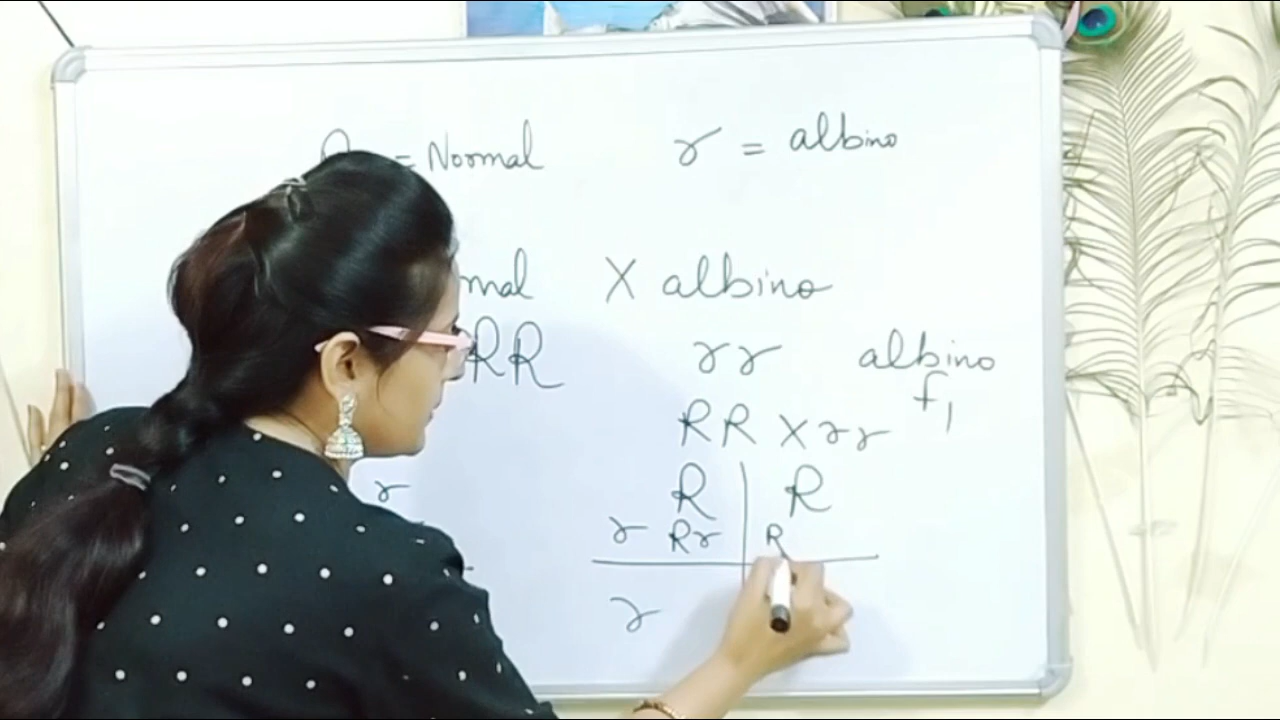 = Normal r = albino
mal X albino
RR rr albino
f1
RR X rr
R R
r
r Rr R
r